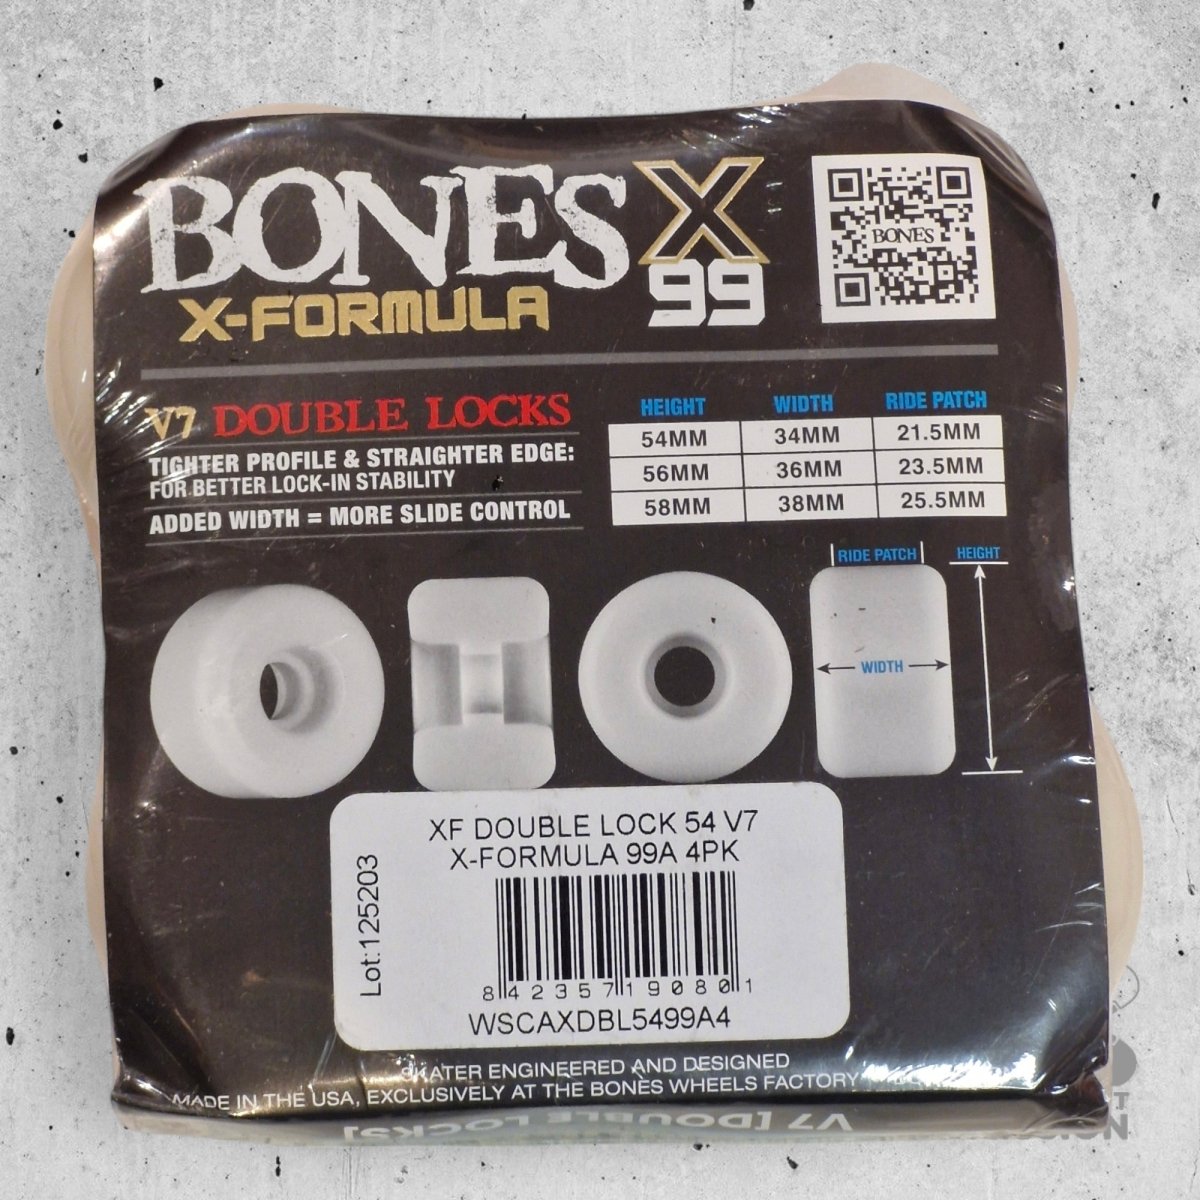 BONES X
99
X-FORMULA
BONES
V7 DOUBLE LOCKS
TIGHTER PROFILE & STRAIGHTER EDGE:
FOR BETTER LOCK-IN STABILITY
ADDED WIDTH = MORE SLIDE CONTROL
HEIGHT WIDTH RIDE PATCH
54MM 34MM 21.5MM
56MM 36MM 23.5MM
58MM 38MM 25.5MM
RIDE PATCH HEIGHT
WIDTH
XF DOUBLE LOCK 54 V7
X-FORMULA 99A 4PK
Lot:125203
8 42357 19080 1
WSCAXDBL5499A4
SKATER ENGINEERED AND DESIGNED
MADE IN THE USA, EXCLUSIVELY AT THE BONES WHEELS FACTORY
V7 [DOUBLE LOCKS]